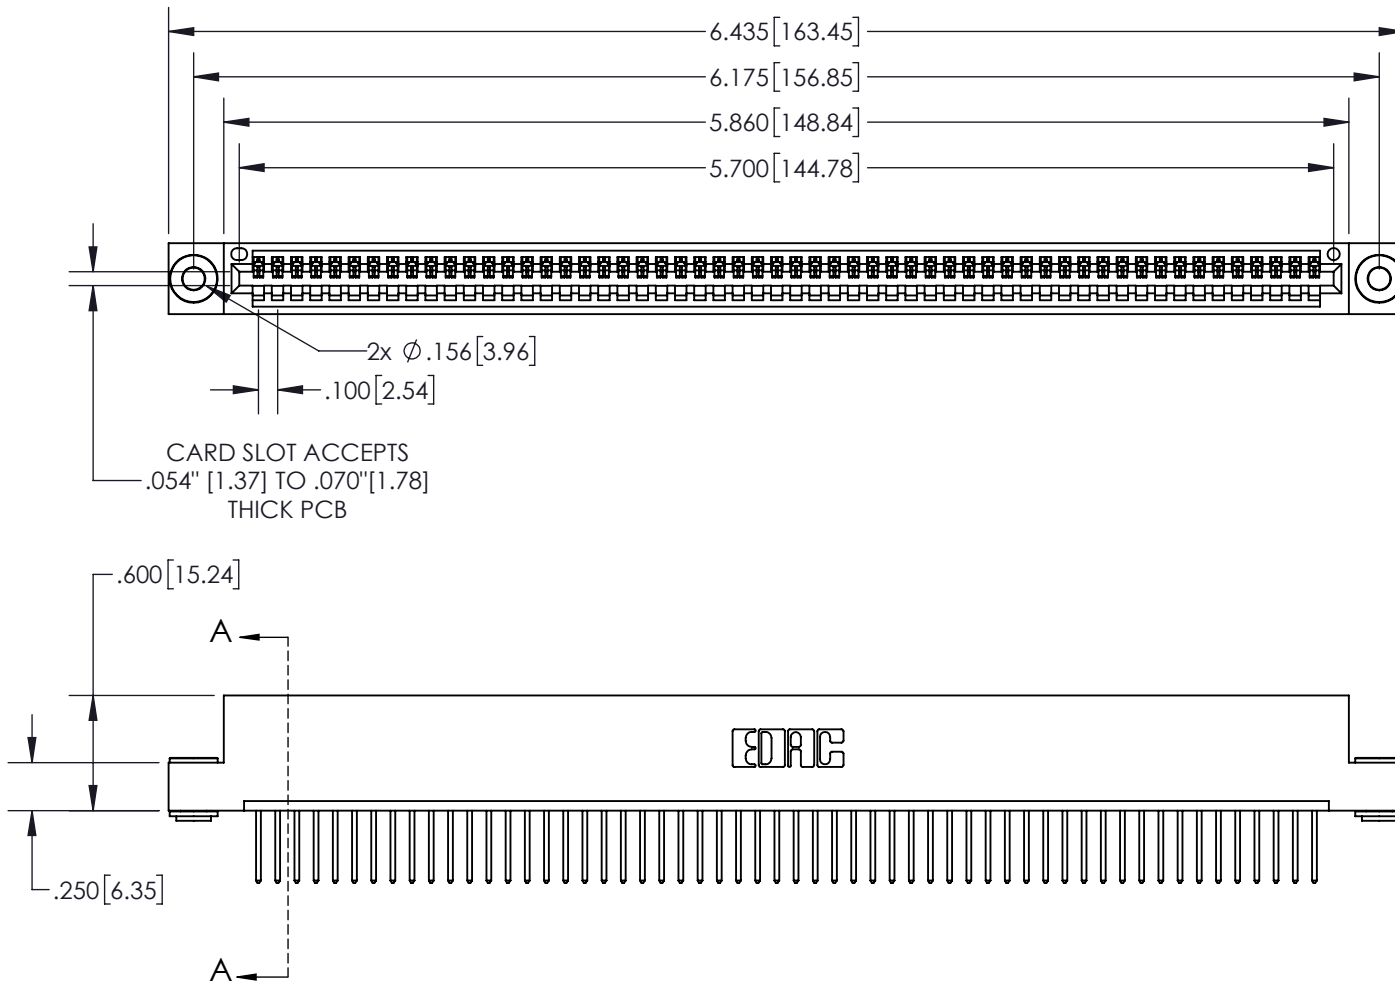 6.435[163.45]
6.175[156.85]
5.860[148.84]
5.700[144.78]
2x ∅.156[3.96]
.100[2.54]
CARD SLOT ACCEPTS
.054" [1.37] TO .070"[1.78]
THICK PCB
.600[15.24]
A
EDAC
.250[6.35]
A